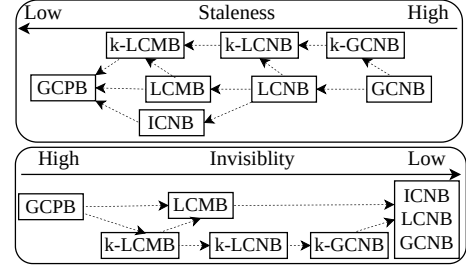 Low Staleness High
k-LCMB k-LCNB k-GCNB
GCPB LCMB LCNB GCNB
ICNB
High Invisiblity Low
GCPB LCMB ICNB
LCNB
k-LCMB k-LCNB k-GCNB GCNB